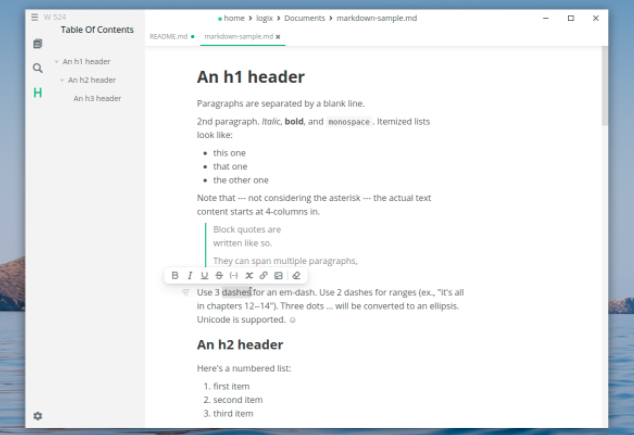 W 524
home › logix › Documents › markdown-sample.md
Table Of Contents
README.md
markdown-sample.md
An h1 header
An h2 header
An h3 header
H
An h1 header
Paragraphs are separated by a blank line.
2nd paragraph. Italic, bold, and monospace. Itemized lists
look like:
• this one
• that one
• the other one
Note that --- not considering the asterisk --- the actual text
content starts at 4-columns in.
Block quotes are
written like so.
They can span multiple paragraphs,
B I U S
Use 3 dashes for an em-dash. Use 2 dashes for ranges (ex., "it's all
in chapters 12--14"). Three dots ... will be converted to an ellipsis.
Unicode is supported. ☺
An h2 header
Here's a numbered list:
1. first item
2. second item
3. third item